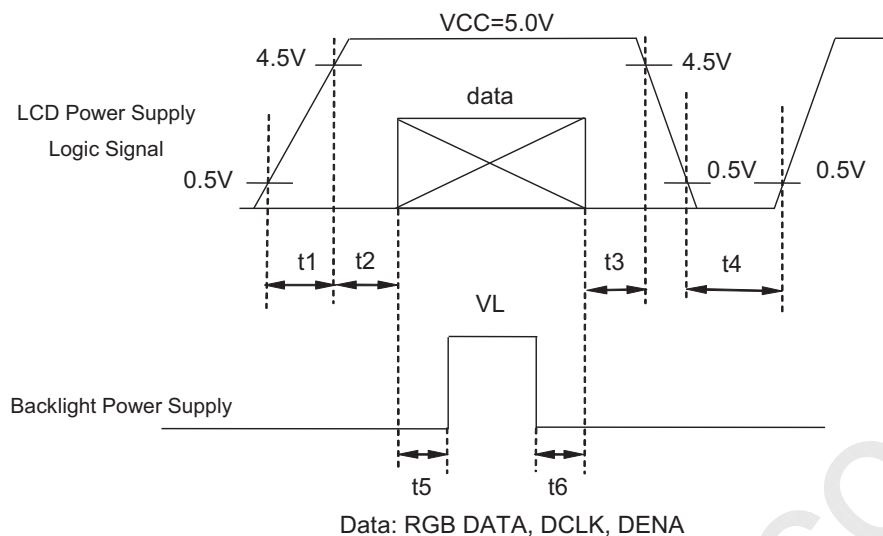 VCC=5.0V
4.5V
4.5V
data
LCD Power Supply
Logic Signal
0.5V
0.5V
0.5V
t1
t2
t3
t4
VL
Backlight Power Supply
t5
t6
Data: RGB DATA, DCLK, DENA